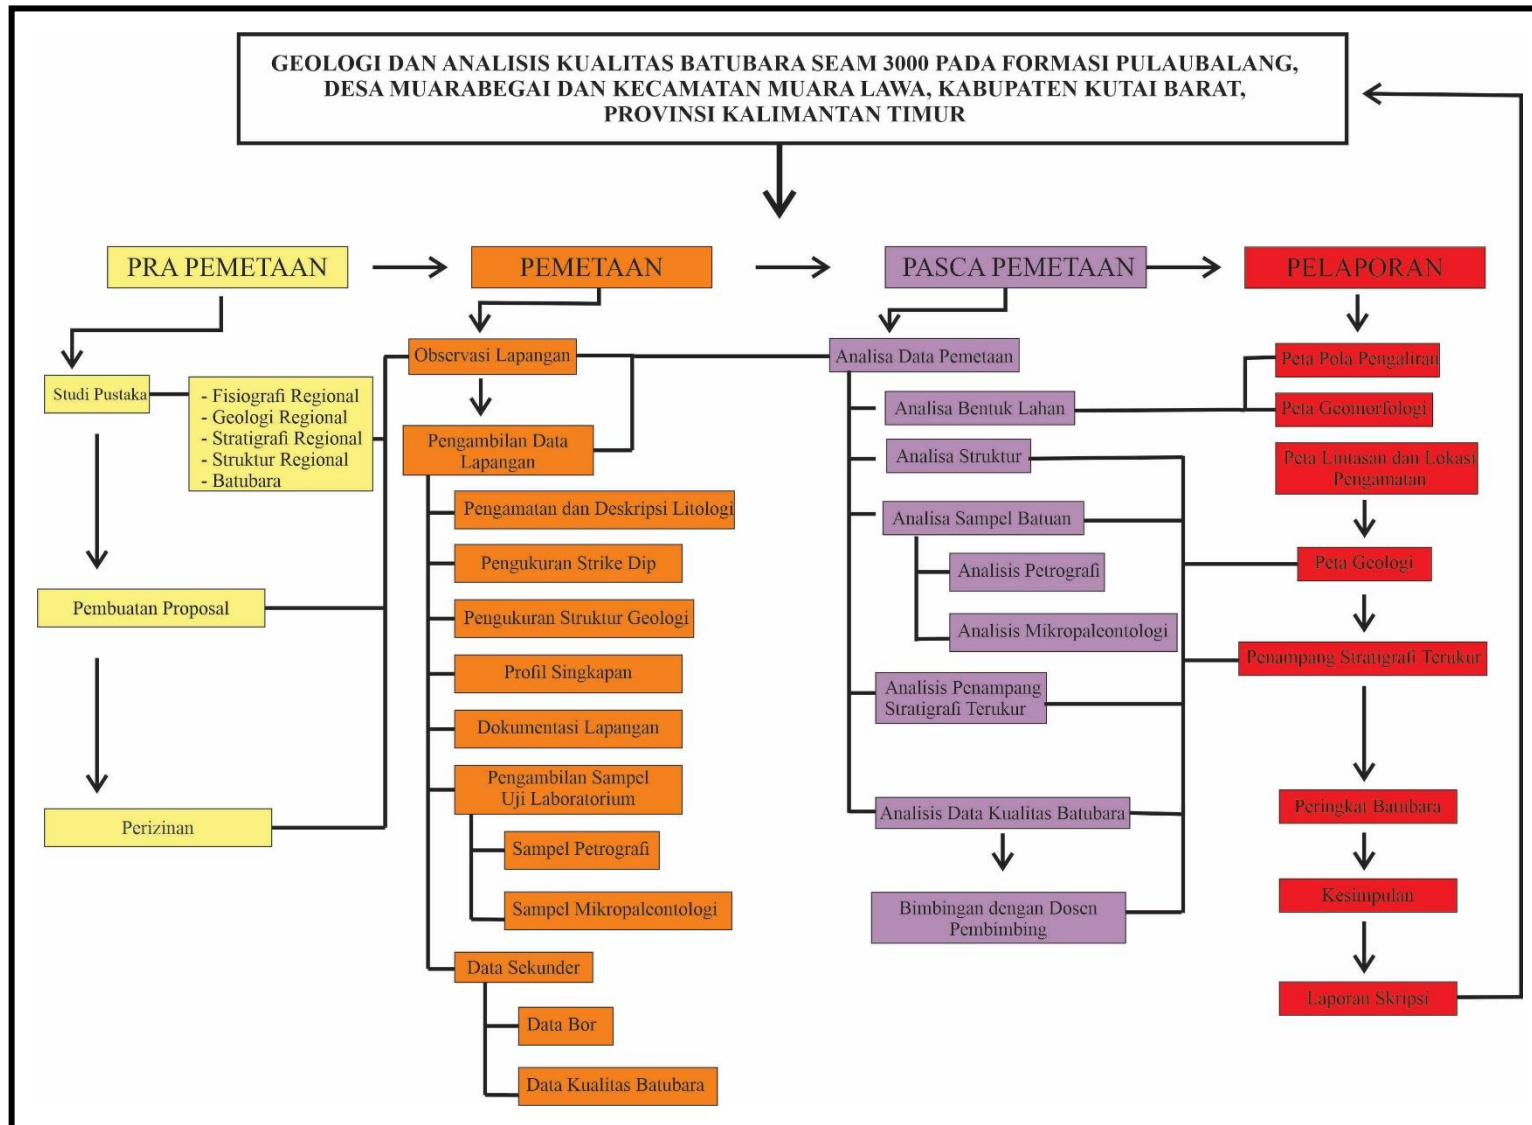 GEOLOGI DAN ANALISIS KUALITAS BATUBARA SEAM 3000 PADA FORMASI PULAUBALANG,
DESA MUARABEGAI DAN KECAMATAN MUARA LAWA, KABUPATEN KUTAI BARAT,
PROVINSI KALIMANTAN TIMUR
PRA PEMETAAN
Studi Pustaka
- Fisiografi Regional
- Geologi Regional
- Stratigrafi Regional
- Struktur Regional
- Batubara
Pembuatan Proposal
Perizinan
PEMETAAN
Observasi Lapangan
Pengambilan Data
Lapangan
Pengamatan dan Deskripsi Litologi
Pengukuran Strike Dip
Pengukuran Struktur Geologi
Profil Singkapan
Dokumentasi Lapangan
Pengambilan Sampel
Uji Laboratorium
Sampel Petrografi
Sampel Mikropaleontologi
Data Sekunder
Data Bor
Data Kualitas Batubara
PASCA PEMETAAN
Analisa Data Pemetaan
Analisa Bentuk Lahan
Analisa Struktur
Analisa Sampel Batuan
Analisis Petrografi
Analisis Mikropaleontologi
Analisis Penampang
Stratigrafi Terukur
Analisis Data Kualitas Batubara
Bimbingan dengan Dosen
Pembimbing
PELAPORAN
Peta Pola Pengaliran
Peta Geomorfologi
Peta Lintasan dan Lokasi
Pengamatan
Peta Geologi
Penampang Stratigrafi Terukur
Peringkat Batubara
Kesimpulan
Laporan Skripsi